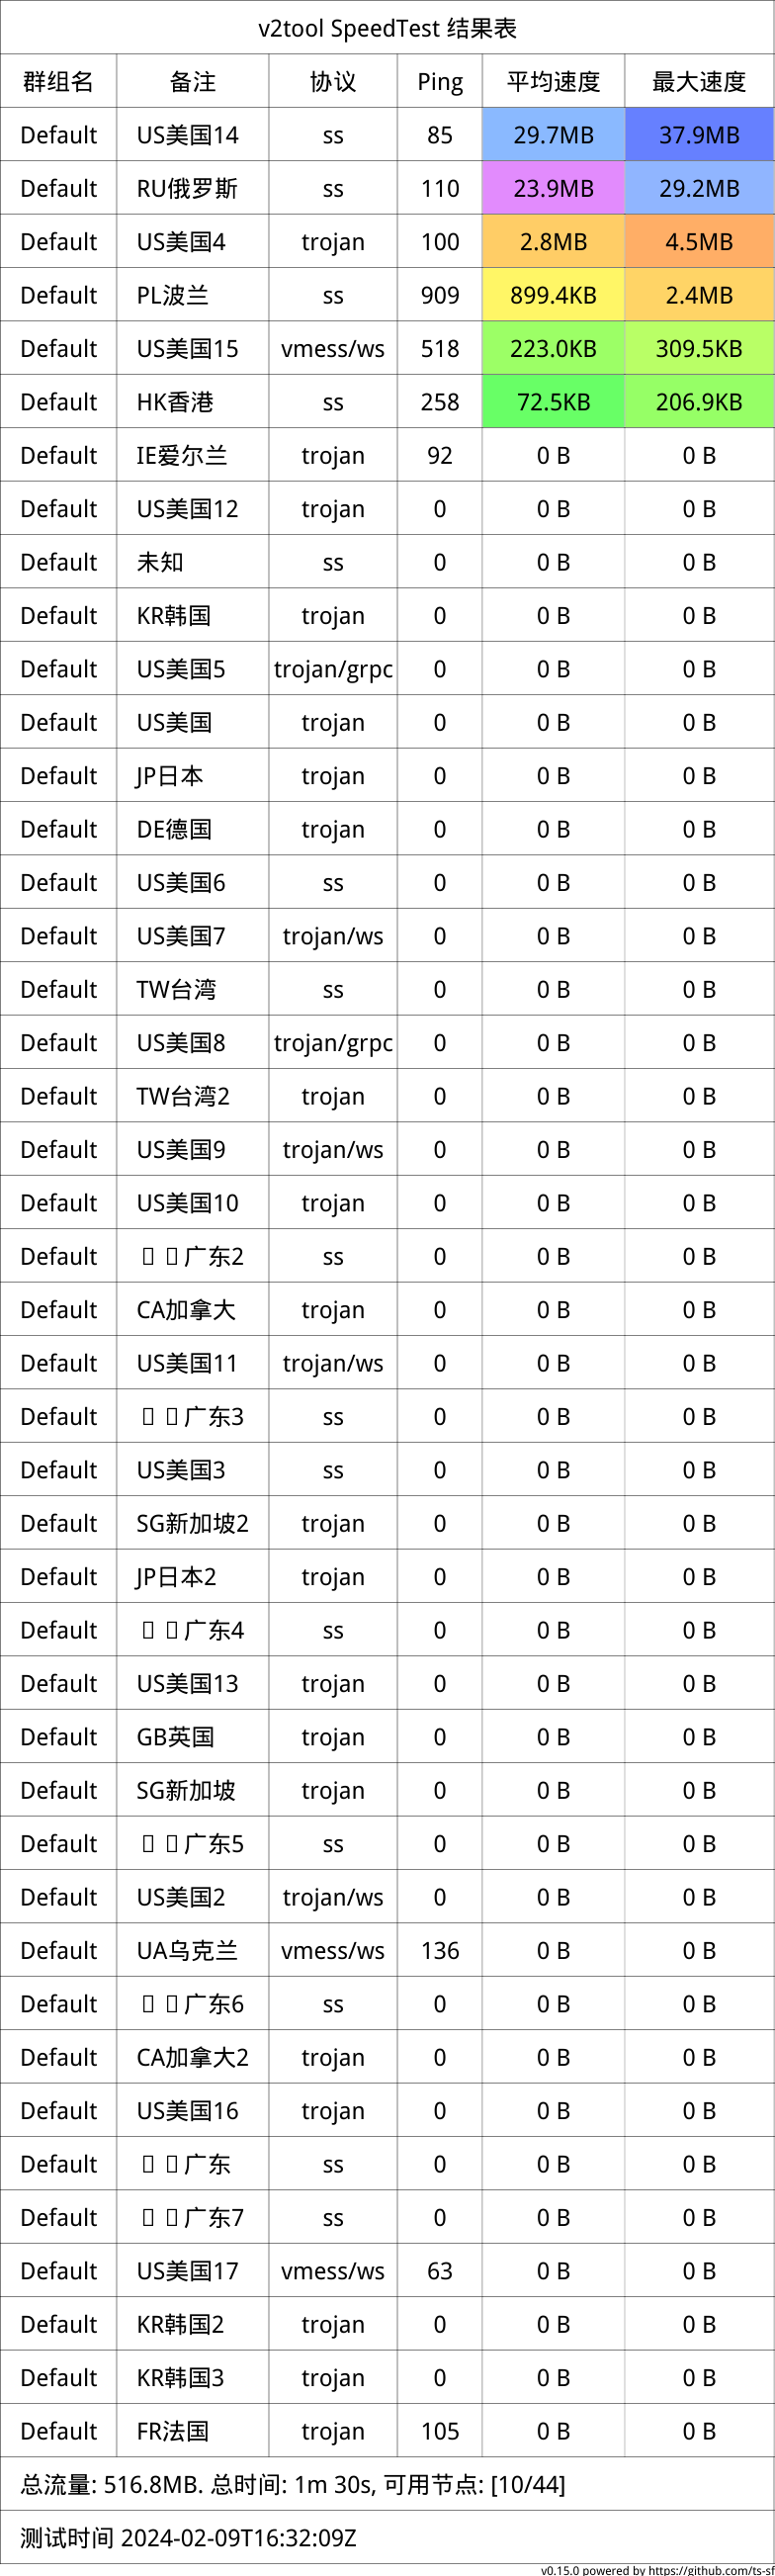 v2tool SpeedTest 结果表
群组名 备注 协议 Ping 平均速度 最大速度
Default US美国14 ss 85 29.7MB 37.9MB
Default RU俄罗斯 ss 110 23.9MB 29.2MB
Default US美国4 trojan 100 2.8MB 4.5MB
Default PL波兰 ss 909 899.4KB 2.4MB
Default US美国15 vmess/ws 518 223.0KB 309.5KB
Default HK香港 ss 258 72.5KB 206.9KB
Default IE爱尔兰 trojan 92 0 B 0 B
Default US美国12 trojan 0 0 B 0 B
Default 未知 ss 0 0 B 0 B
Default KR韩国 trojan 0 0 B 0 B
Default US美国5 trojan/grpc 0 0 B 0 B
Default US美国 trojan 0 0 B 0 B
Default JP日本 trojan 0 0 B 0 B
Default DE德国 trojan 0 0 B 0 B
Default US美国6 ss 0 0 B 0 B
Default US美国7 trojan/ws 0 0 B 0 B
Default TW台湾 ss 0 0 B 0 B
Default US美国8 trojan/grpc 0 0 B 0 B
Default TW台湾2 trojan 0 0 B 0 B
Default US美国9 trojan/ws 0 0 B 0 B
Default US美国10 trojan 0 0 B 0 B
Default 广东2 ss 0 0 B 0 B
Default CA加拿大 trojan 0 0 B 0 B
Default US美国11 trojan/ws 0 0 B 0 B
Default 广东3 ss 0 0 B 0 B
Default US美国3 ss 0 0 B 0 B
Default SG新加坡2 trojan 0 0 B 0 B
Default JP日本2 trojan 0 0 B 0 B
Default 广东4 ss 0 0 B 0 B
Default US美国13 trojan 0 0 B 0 B
Default GB英国 trojan 0 0 B 0 B
Default SG新加坡 trojan 0 0 B 0 B
Default 广东5 ss 0 0 B 0 B
Default US美国2 trojan/ws 0 0 B 0 B
Default UA乌克兰 vmess/ws 136 0 B 0 B
Default 广东6 ss 0 0 B 0 B
Default CA加拿大2 trojan 0 0 B 0 B
Default US美国16 trojan 0 0 B 0 B
Default 广东 ss 0 0 B 0 B
Default 广东7 ss 0 0 B 0 B
Default US美国17 vmess/ws 63 0 B 0 B
Default KR韩国2 trojan 0 0 B 0 B
Default KR韩国3 trojan 0 0 B 0 B
Default FR法国 trojan 105 0 B 0 B
总流量: 516.8MB. 总时间: 1m 30s, 可用节点: [10/44]
测试时间 2024-02-09T16:32:09Z
v0.15.0 powered by https://github.com/ts-sf